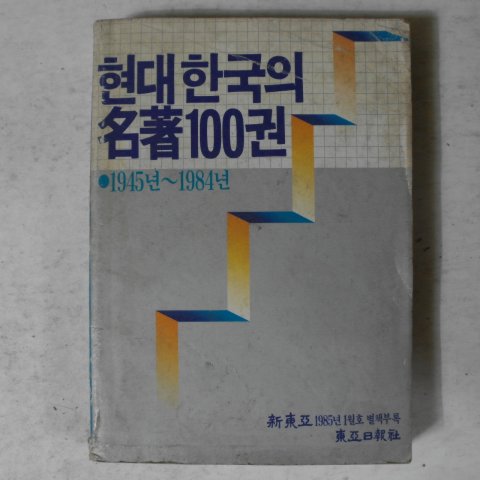 현대 한국의
名著100권
●1945년~1984년
新東亞 1985년 1월호 별책부록
東亞日報社